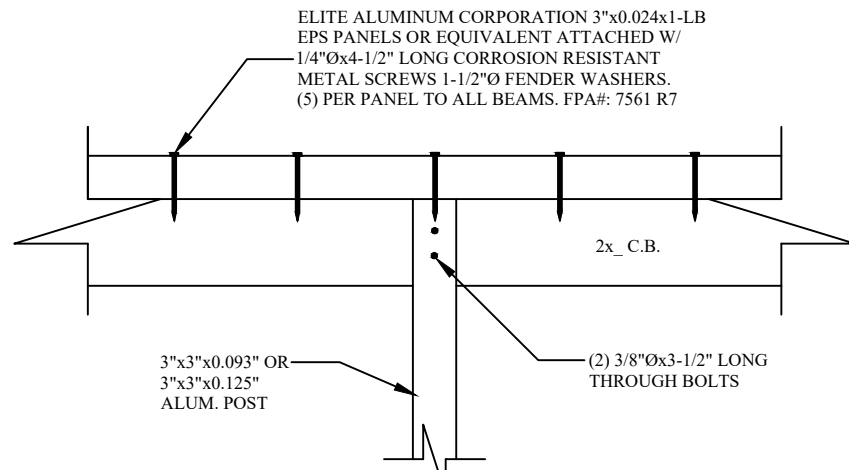 ELITE ALUMINUM CORPORATION 3"x0.024x1-LB
EPS PANELS OR EQUIVALENT ATTACHED W/
1/4"Øx4-1/2" LONG CORROSION RESISTANT
METAL SCREWS 1-1/2"Ø FENDER WASHERS.
(5) PER PANEL TO ALL BEAMS. FPA#: 7561 R7
2x_ C.B.
3"x3"x0.093" OR
3"x3"x0.125"
ALUM. POST
(2) 3/8"Øx3-1/2" LONG
THROUGH BOLTS